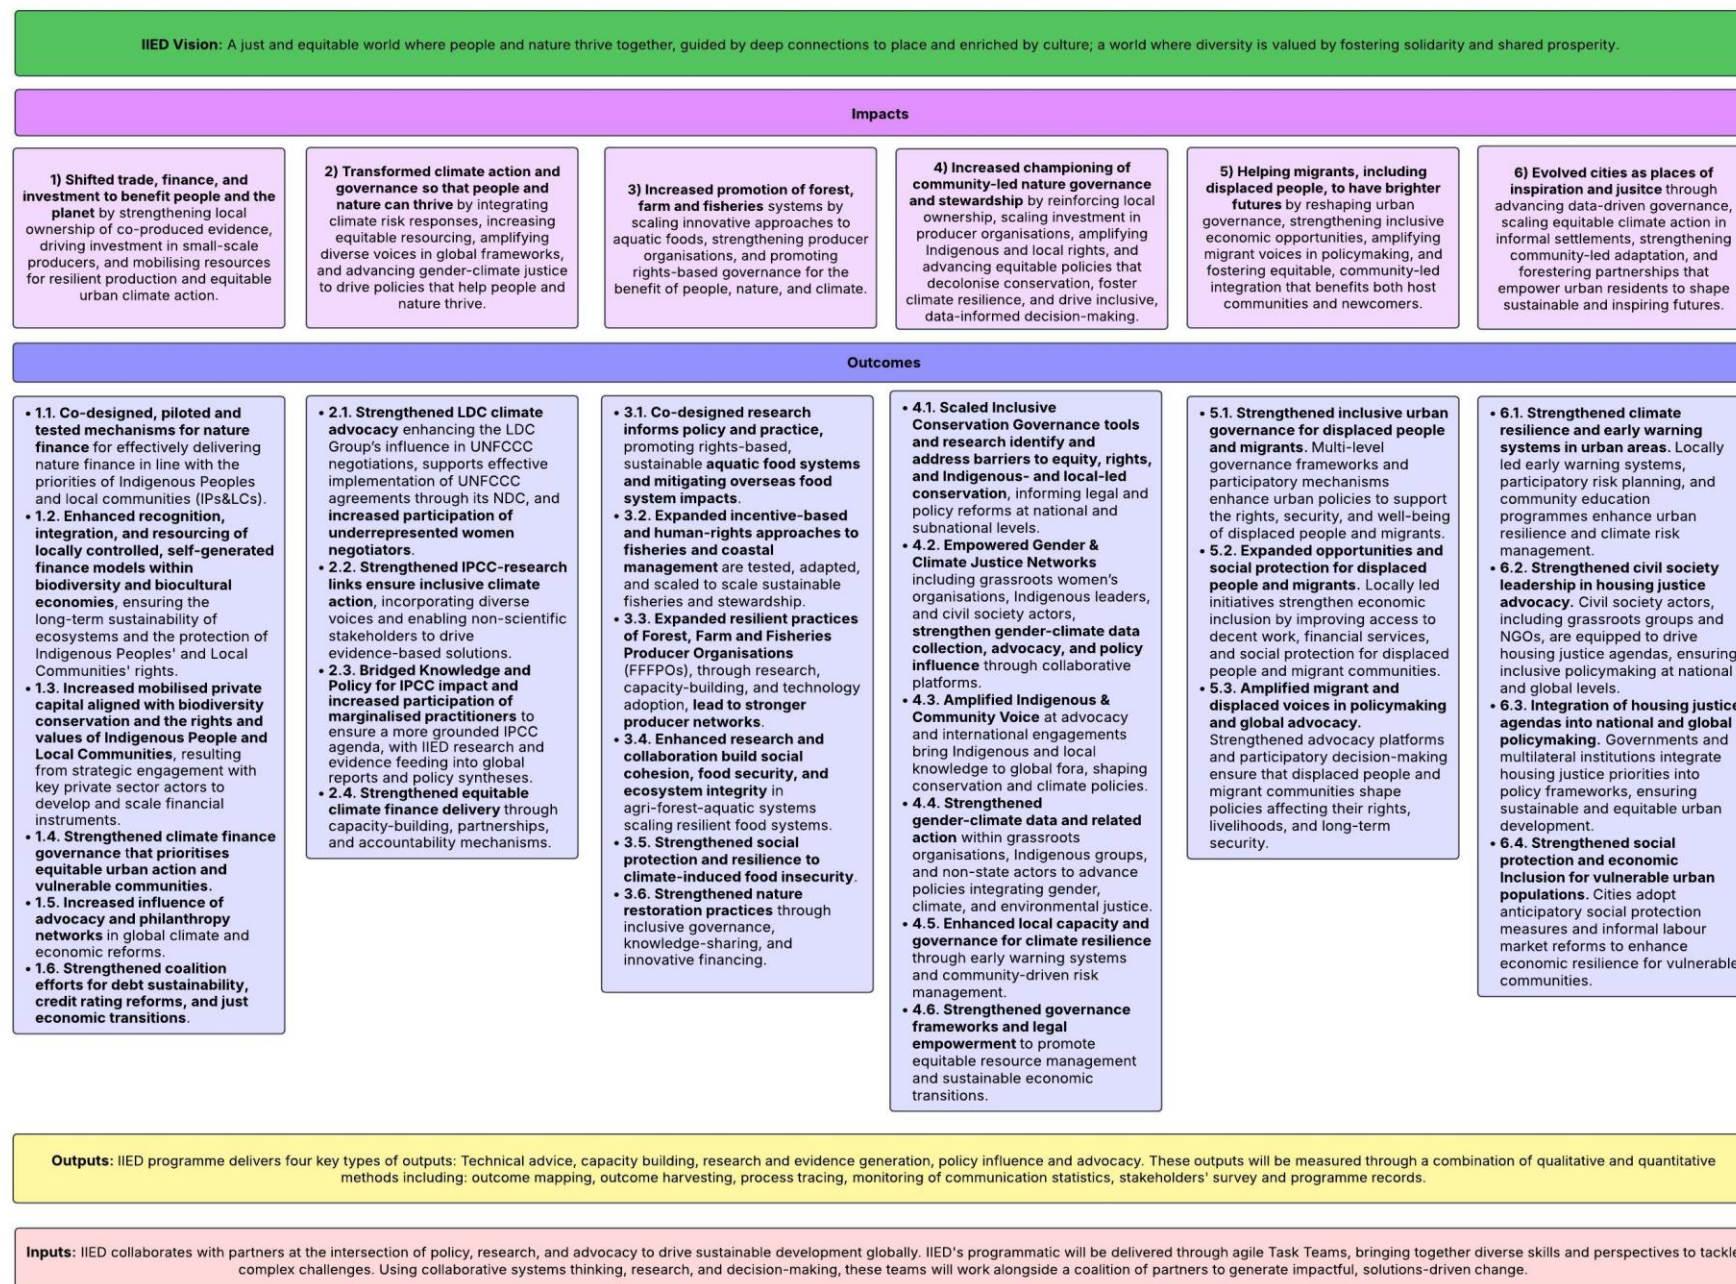 IIED Vision: A just and equitable world where people and nature thrive together, guided by deep connections to place and enriched by culture; a world where diversity is valued by fostering solidarity and shared prosperity.
Impacts
1) Shifted trade, finance, and
investment to benefit people and the
planet by strengthening local
ownership of co-produced evidence,
driving investment in small-scale
producers, and mobilising resources
for resilient production and equitable
urban climate action.
2) Transformed climate action and
governance so that people and
nature can thrive by integrating
climate risk responses, increasing
equitable resourcing, amplifying
diverse voices in global frameworks,
and advancing gender-climate justice
to drive policies that help people and
nature thrive.
3) Increased promotion of forest,
farm and fisheries systems by
scaling innovative approaches to
aquatic foods, strengthening producer
organisations, and promoting
rights-based governance for the
benefit of people, nature, and climate.
4) Increased championing of
community-led nature governance
and stewardship by reinforcing local
ownership, scaling investment in
producer organisations, amplifying
Indigenous and local rights, and
advancing equitable policies that
decolonise conservation, foster
climate resilience, and drive inclusive,
data-informed decision-making.
5) Helping migrants, including
displaced people, to have brighter
futures by reshaping urban
governance, strengthening inclusive
economic opportunities, amplifying
migrant voices in policymaking, and
fostering equitable, community-led
integration that benefits both host
communities and newcomers.
6) Evolved cities as places of
inspiration and jusitce through
advancing data-driven governance,
scaling equitable climate action in
informal settlements, strengthening
community-led adaptation, and
forestering partnerships that
empower urban residents to shape
sustainable and inspiring futures.
Outcomes
• 1.1. Co-designed, piloted and
tested mechanisms for nature
finance for effectively delivering
nature finance in line with the
priorities of Indigenous Peoples
and local communities (IPs&LCs).
• 1.2. Enhanced recognition,
integration, and resourcing of
locally controlled, self-generated
finance models within
biodiversity and biocultural
economies, ensuring the
long-term sustainability of
ecosystems and the protection of
Indigenous Peoples' and Local
Communities' rights.
• 1.3. Increased mobilised private
capital aligned with biodiversity
conservation and the rights and
values of Indigenous People and
Local Communities, resulting
from strategic engagement with
key private sector actors to
develop and scale financial
instruments.
• 1.4. Strengthened climate finance
governance that prioritises
equitable urban action and
vulnerable communities.
• 1.5. Increased influence of
advocacy and philanthropy
networks in global climate and
economic reforms.
• 1.6. Strengthened coalition
efforts for debt sustainability,
credit rating reforms, and just
economic transitions.
• 2.1. Strengthened LDC climate
advocacy enhancing the LDC
Group's influence in UNFCCC
negotiations, supports effective
implementation of UNFCCC
agreements through its NDC, and
increased participation of
underrepresented women
negotiators.
• 2.2. Strengthened IPCC-research
links ensure inclusive climate
action, incorporating diverse
voices and enabling non-scientific
stakeholders to drive
evidence-based solutions.
• 2.3. Bridged Knowledge and
Policy for IPCC impact and
increased participation of
marginalised practitioners to
ensure a more grounded IPCC
agenda, with IIED research and
evidence feeding into global
reports and policy syntheses.
• 2.4. Strengthened equitable
climate finance delivery through
capacity-building, partnerships,
and accountability mechanisms.
• 3.1. Co-designed research
informs policy and practice,
promoting rights-based,
sustainable aquatic food systems
and mitigating overseas food
system impacts.
• 3.2. Expanded incentive-based
and human-rights approaches to
fisheries and coastal
management are tested, adapted,
and scaled to scale sustainable
fisheries and stewardship.
• 3.3. Expanded resilient practices
of Forest, Farm and Fisheries
Producer Organisations
(FFFPOs), through research,
capacity-building, and technology
adoption, lead to stronger
producer networks.
• 3.4. Enhanced research and
collaboration build social
cohesion, food security, and
ecosystem integrity in
agri-forest-aquatic systems
scaling resilient food systems.
• 3.5. Strengthened social
protection and resilience to
climate-induced food insecurity.
• 3.6. Strengthened nature
restoration practices through
inclusive governance,
knowledge-sharing, and
innovative financing.
• 4.1. Scaled Inclusive
Conservation Governance tools
and research identify and
address barriers to equity, rights,
and Indigenous- and local-led
conservation, informing legal and
policy reforms at national and
subnational levels.
• 4.2. Empowered Gender &
Climate Justice Networks
including grassroots women's
organisations, Indigenous leaders,
and civil society actors,
strengthen gender-climate data
collection, advocacy, and policy
influence through collaborative
platforms.
• 4.3. Amplified Indigenous &
Community Voice at advocacy
and international engagements
bring Indigenous and local
knowledge to global fora, shaping
conservation and climate policies.
• 4.4. Strengthened
gender-climate data and related
action within grassroots
organisations, Indigenous groups,
and non-state actors to advance
policies integrating gender,
climate, and environmental justice.
• 4.5. Enhanced local capacity and
governance for climate resilience
through early warning systems
and community-driven risk
management.
• 4.6. Strengthened governance
frameworks and legal
empowerment to promote
equitable resource management
and sustainable economic
transitions.
• 5.1. Strengthened inclusive urban
governance for displaced people
and migrants. Multi-level
governance frameworks and
participatory mechanisms
enhance urban policies to support
the rights, security, and well-being
of displaced people and migrants.
• 5.2. Expanded opportunities and
social protection for displaced
people and migrants. Locally led
initiatives strengthen economic
inclusion by improving access to
decent work, financial services,
and social protection for displaced
people and migrant communities.
• 5.3. Amplified migrant and
displaced voices in policymaking
and global advocacy.
Strengthened advocacy platforms
and participatory decision-making
ensure that displaced people and
migrant communities shape
policies affecting their rights,
livelihoods, and long-term
security.
• 6.1. Strengthened climate
resilience and early warning
systems in urban areas. Locally
led early warning systems,
participatory risk planning, and
community education
programmes enhance urban
resilience and climate risk
management.
• 6.2. Strengthened civil society
leadership in housing justice
advocacy. Civil society actors,
including grassroots groups and
NGOs, are equipped to drive
housing justice agendas, ensuring
inclusive policymaking at national
and global levels.
• 6.3. Integration of housing justice
agendas into national and global
policymaking. Governments and
multilateral institutions integrate
housing justice priorities into
policy frameworks, ensuring
sustainable and equitable urban
development.
• 6.4. Strengthened social
protection and economic
Inclusion for vulnerable urban
populations. Cities adopt
anticipatory social protection
measures and informal labour
market reforms to enhance
economic resilience for vulnerable
communities.
Outputs: IIED programme delivers four key types of outputs: Technical advice, capacity building, research and evidence generation, policy influence and advocacy. These outputs will be measured through a combination of qualitative and quantitative
methods including: outcome mapping, outcome harvesting, process tracing, monitoring of communication statistics, stakeholders' survey and programme records.
Inputs: IIED collaborates with partners at the intersection of policy, research, and advocacy to drive sustainable development globally. IIED's programmatic will be delivered through agile Task Teams, bringing together diverse skills and perspectives to tackle
complex challenges. Using collaborative systems thinking, research, and decision-making, these teams will work alongside a coalition of partners to generate impactful, solutions-driven change.